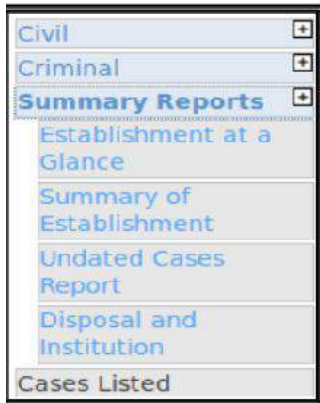 Civil
Criminal
Summary Reports
Establishment at a
Glance
Summary of
Establishment
Undated Cases
Report
Disposal and
Institution
Cases Listed